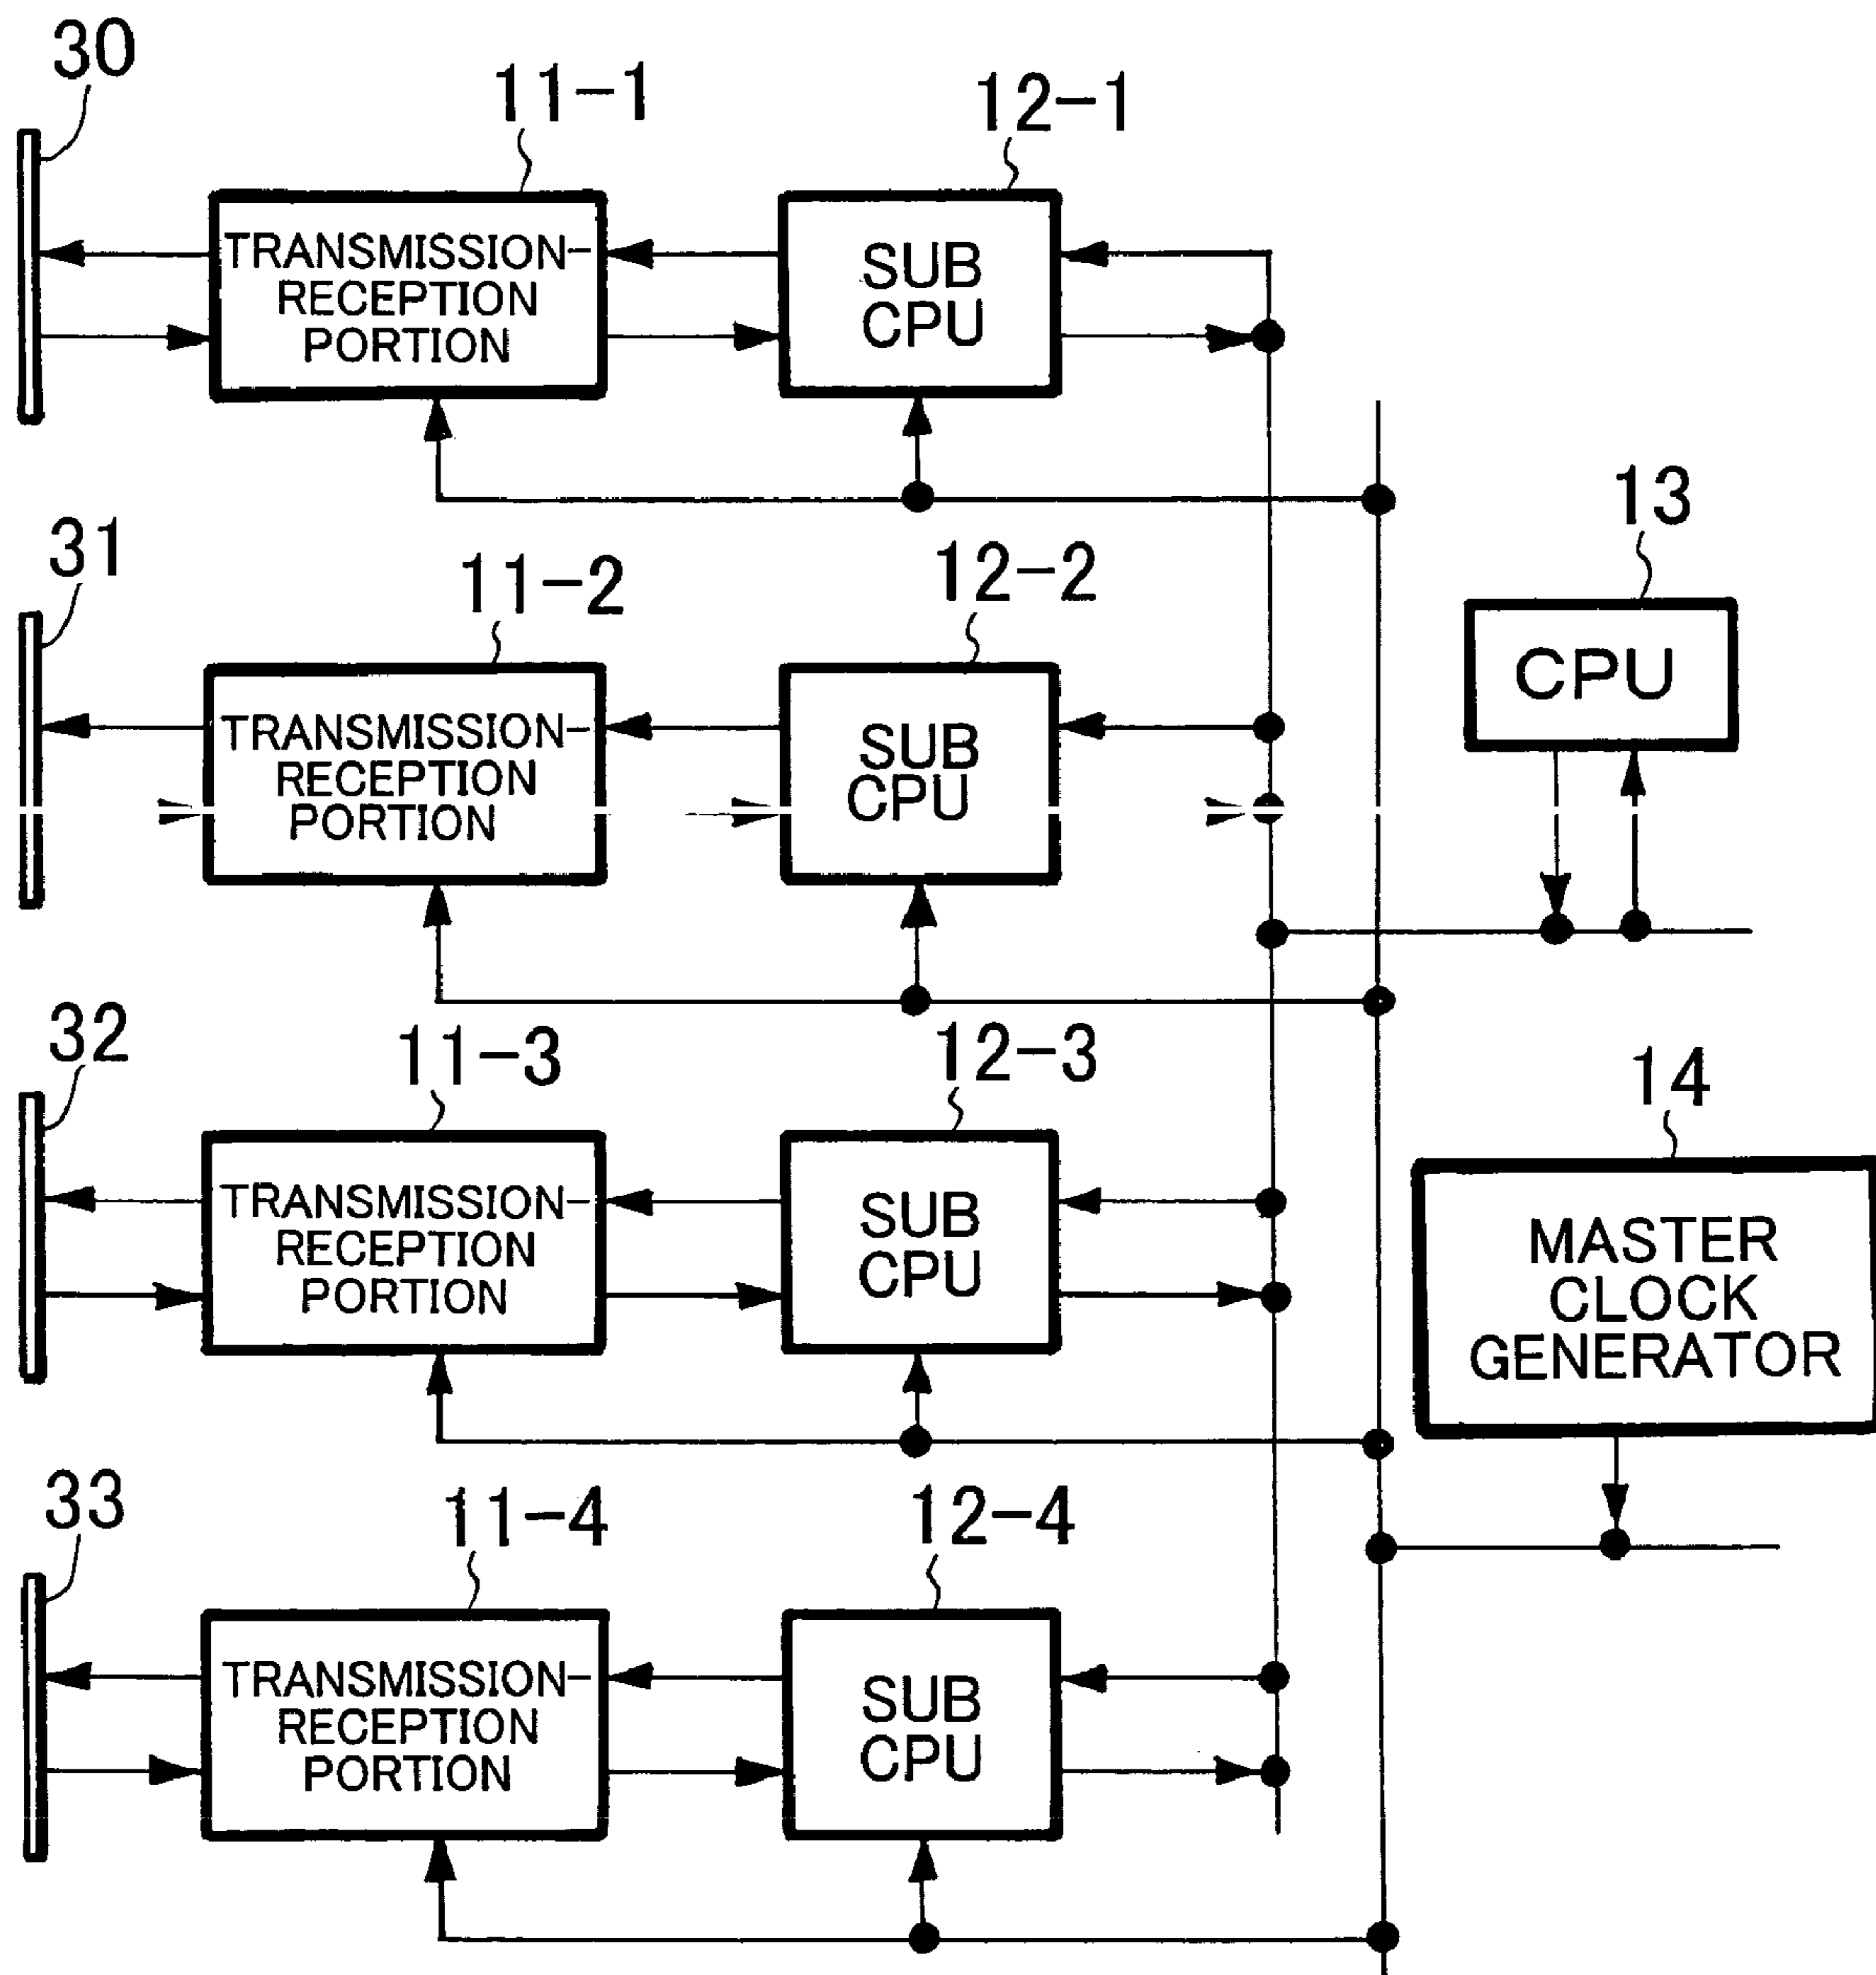 30
11-1
12-1
TRANSMISSION-
RECEPTION
PORTION
SUB
CPU
31
11-2
12-2
13
TRANSMISSION-
RECEPTION
PORTION
SUB
CPU
CPU
32
11-3
12-3
14
TRANSMISSION-
RECEPTION
PORTION
SUB
CPU
MASTER
CLOCK
GENERATOR
33
11-4
12-4
TRANSMISSION-
RECEPTION
PORTION
SUB
CPU